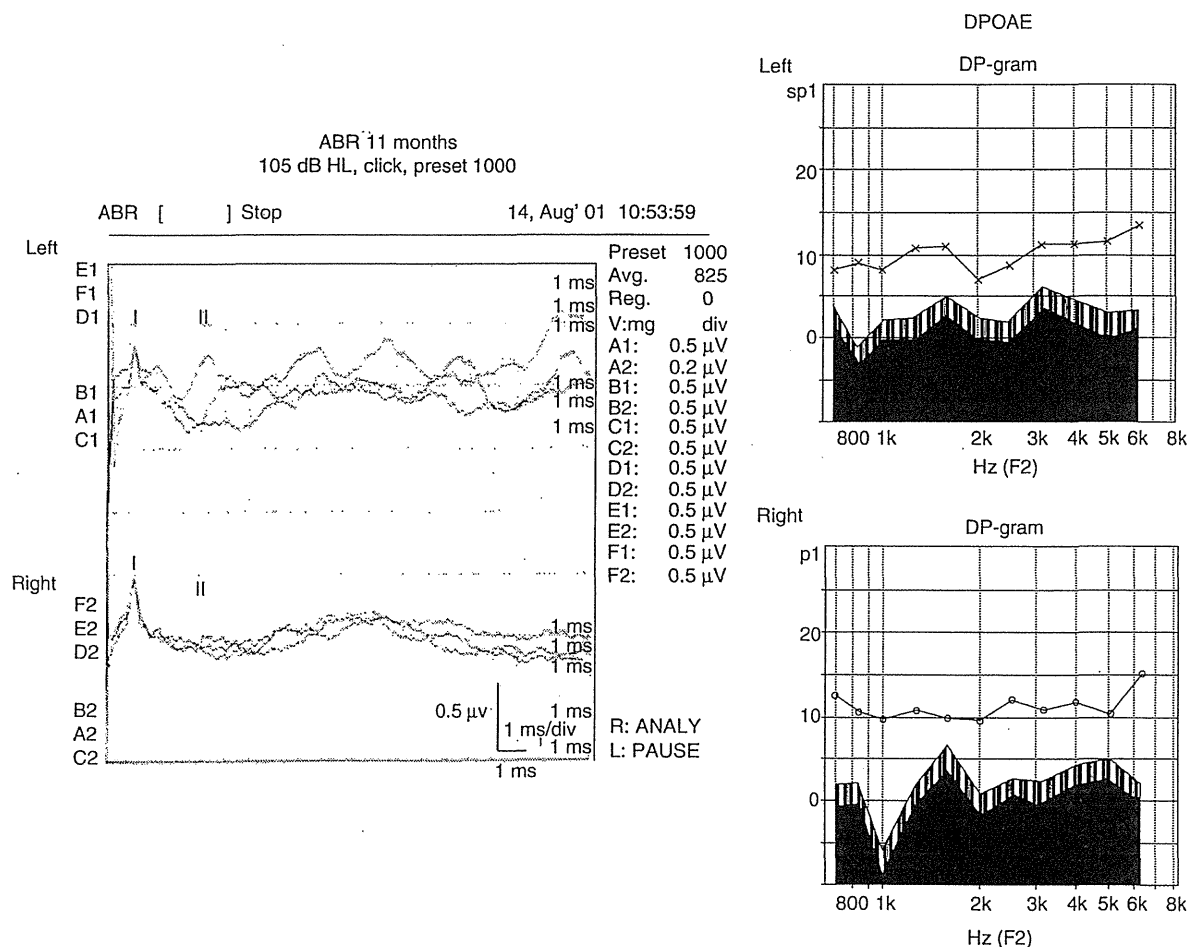 ABR 11 months
105 dB HL, click, preset 1000
ABR [ ] Stop 14, Aug' 01 10:53:59
Left
E1
F1
D1
B1
A1
C1
I II
1 ms
1 ms
1 ms
1 ms
1 ms
1 ms
Right
F2
E2
D2
B2
A2
C2
I
II
1 ms
1 ms
1 ms
1 ms
1 ms
0.5 μv
1 ms/div
1 ms
Preset 1000
Avg. 825
Reg. 0
V:mg div
A1: 0.5 μV
A2: 0.2 μV
B1: 0.5 μV
B2: 0.5 μV
C1: 0.5 μV
C2: 0.5 μV
D1: 0.5 μV
D2: 0.5 μV
E1: 0.5 μV
E2: 0.5 μV
F1: 0.5 μV
F2: 0.5 μV
R: ANALY
L: PAUSE
DPOAE
Left DP-gram
sp1
20
10
0
800 1k 2k 3k 4k 5k 6k 8k
Hz (F2)
Right DP-gram
p1
20
10
0
800 1k 2k 3k 4k 5k 6k 8k
Hz (F2)